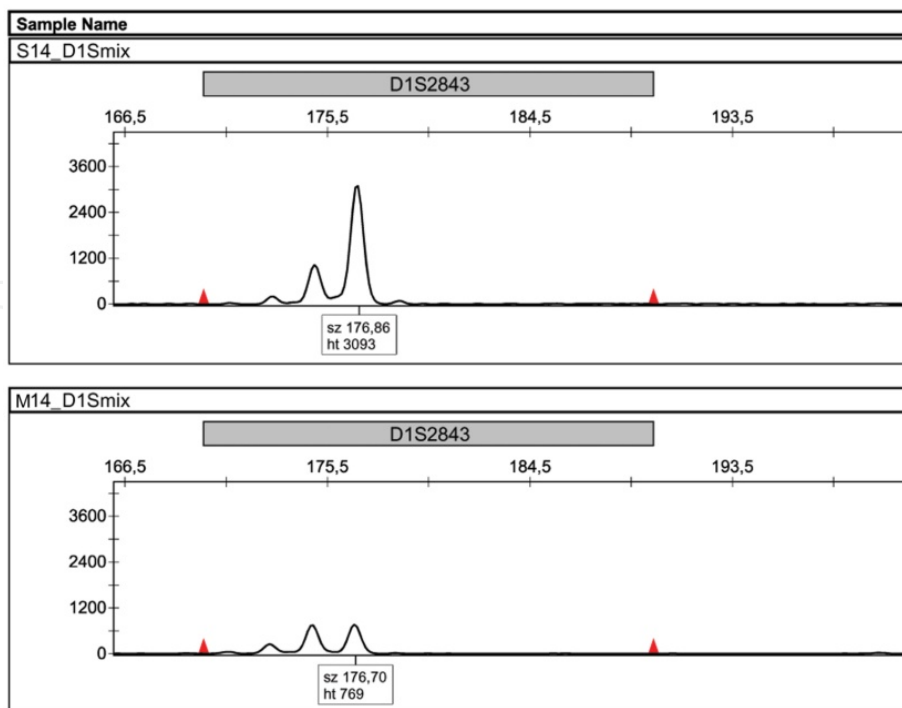 Sample Name
S14_D1Smix
D1S2843
166,5 175,5 184,5 193,5
3600
2400
1200
0
sz 176,86
ht 3093
M14_D1Smix
D1S2843
166,5 175,5 184,5 193,5
3600
2400
1200
0
sz 176,70
ht 769